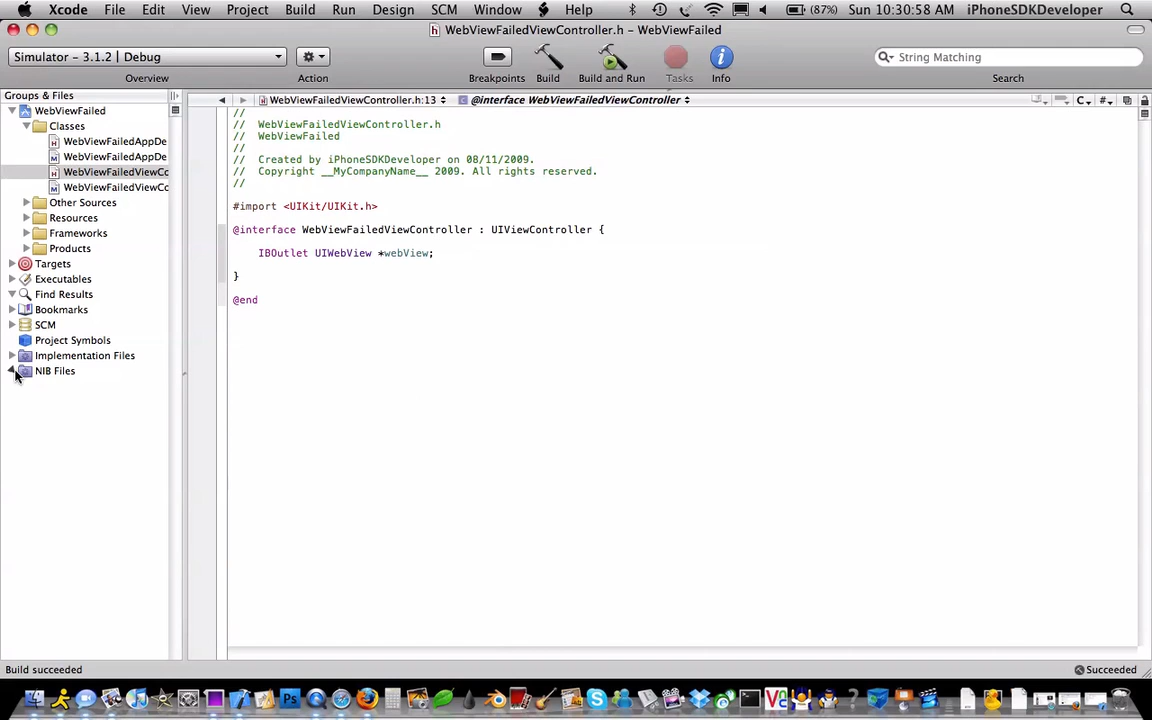 Xcode File Edit View Project Build Run Design SCM Window Help (87%) Sun 10:30:58 AM iPhoneSDKDeveloper
WebViewFailedViewController.h – WebViewFailed
Simulator - 3.1.2 | Debug
String Matching
Overview Action Breakpoints Build Build and Run Tasks Info Search
Groups & Files
WebViewFailedViewController.h:13 @interface WebViewFailedViewController
WebViewFailed
Classes
WebViewFailedAppDe
WebViewFailedAppDe
WebViewFailedViewCo
WebViewFailedViewCo
Other Sources
Resources
Frameworks
Products
Targets
Executables
Find Results
Bookmarks
SCM
Project Symbols
Implementation Files
NIB Files
//
// WebViewFailedViewController.h
// WebViewFailed
//
// Created by iPhoneSDKDeveloper on 08/11/2009.
// Copyright __MyCompanyName__ 2009. All rights reserved.
//
#import <UIKit/UIKit.h>
@interface WebViewFailedViewController : UIViewController {
IBOutlet UIWebView *webView;
}
@end
Build succeeded
Succeeded